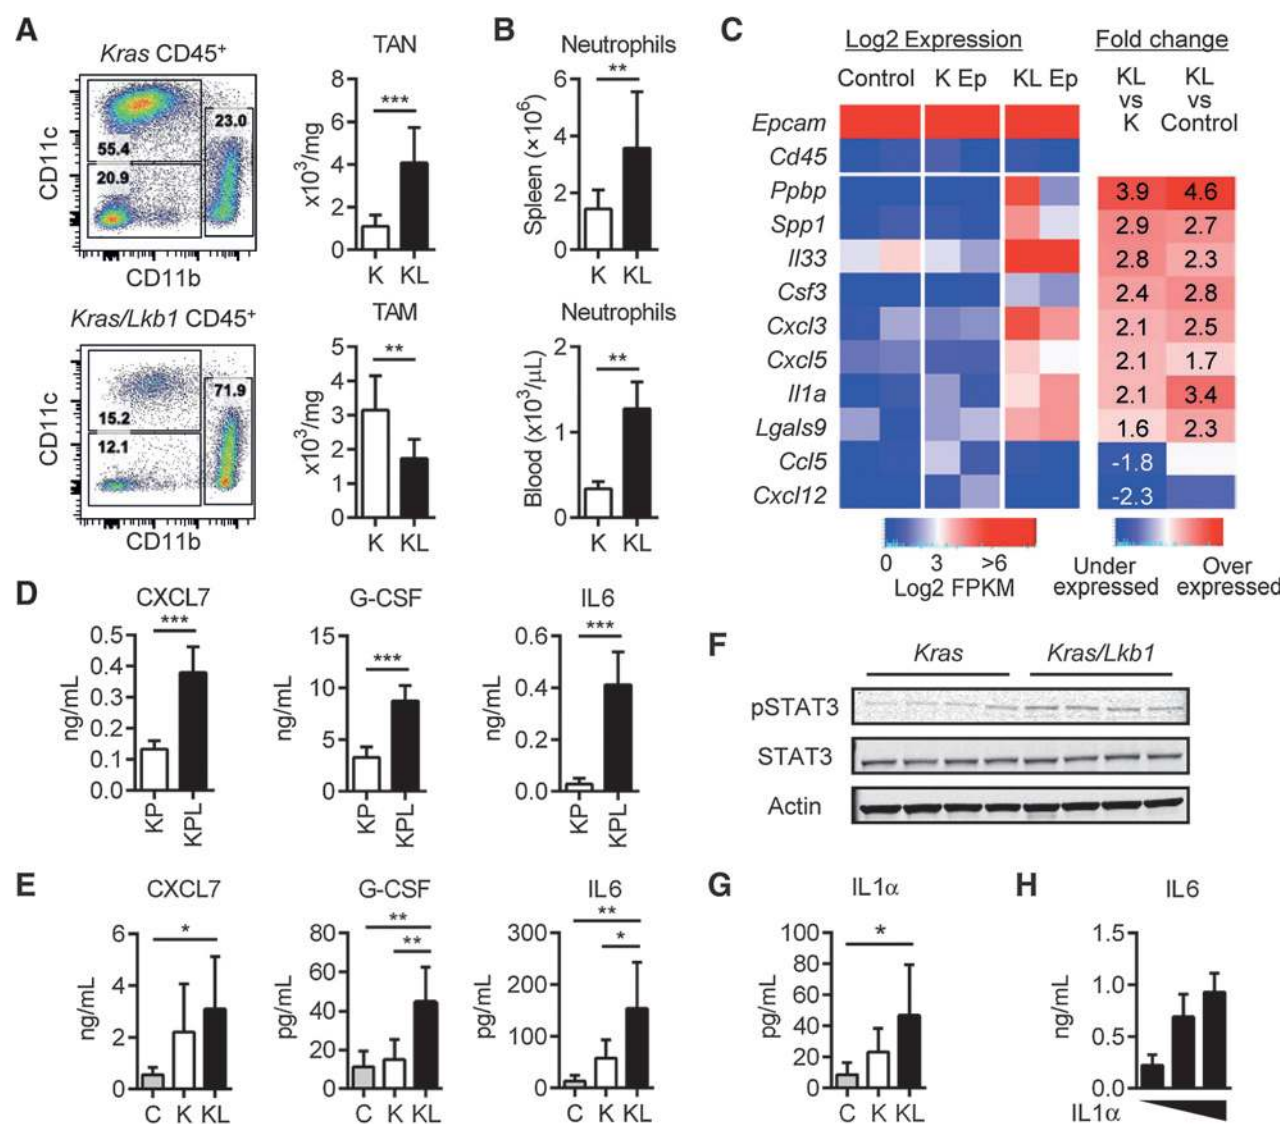 A
Kras CD45+
CD11c
55.4
20.9
23.0
CD11b
TAN
x10³/mg
8
6
4
2
0
***
K KL
Kras/Lkb1 CD45+
CD11c
15.2
12.1
71.9
CD11b
TAM
x10³/mg
5
4
3
2
1
0
**
K KL
B
Neutrophils
Spleen (×10⁶)
6
4
2
0
**
K KL
Neutrophils
Blood (×10³/μL)
2
1
0
**
K KL
C
Log2 Expression
Fold change
Control K Ep KL Ep
KL vs K
KL vs Control
Epcam
Cd45
Ppbp 3.9 4.6
Spp1 2.9 2.7
Il33 2.8 2.3
Csf3 2.4 2.8
Cxcl3 2.1 2.5
Cxcl5 2.1 1.7
Il1a 2.1 3.4
Lgals9 1.6 2.3
Ccl5 -1.8
Cxcl12 -2.3
0 3 >6
Log2 FPKM
Under expressed
Over expressed
D
CXCL7
ng/mL
0.5
0.4
0.3
0.2
0.1
0.0
***
KP KPL
G-CSF
ng/mL
15
10
5
0
***
KP KPL
IL6
ng/mL
0.6
0.4
0.2
0.0
***
KP KPL
E
CXCL7
ng/mL
6
4
2
0
*
C K KL
G-CSF
pg/mL
80
60
40
20
0
**
**
C K KL
IL6
pg/mL
300
200
100
0
**
*
C K KL
F
Kras Kras/Lkb1
pSTAT3
STAT3
Actin
G
IL1α
pg/mL
100
80
60
40
20
0
*
C K KL
H
IL6
ng/mL
1.5
1.0
0.5
0.0
IL1α